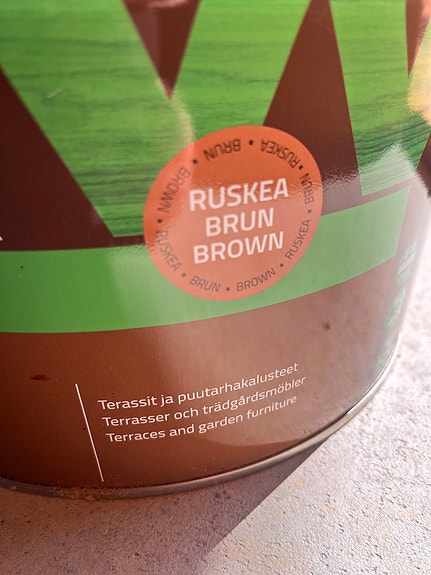 BRUN • RUSKEA • BRUN • RUSKEA • BROWN • BRUN • RUSKEA • BROWN
RUSKEA
BRUN
BROWN
Terassit ja puutarhakalusteet
Terrasser och trädgårdsmöbler
Terraces and garden furniture